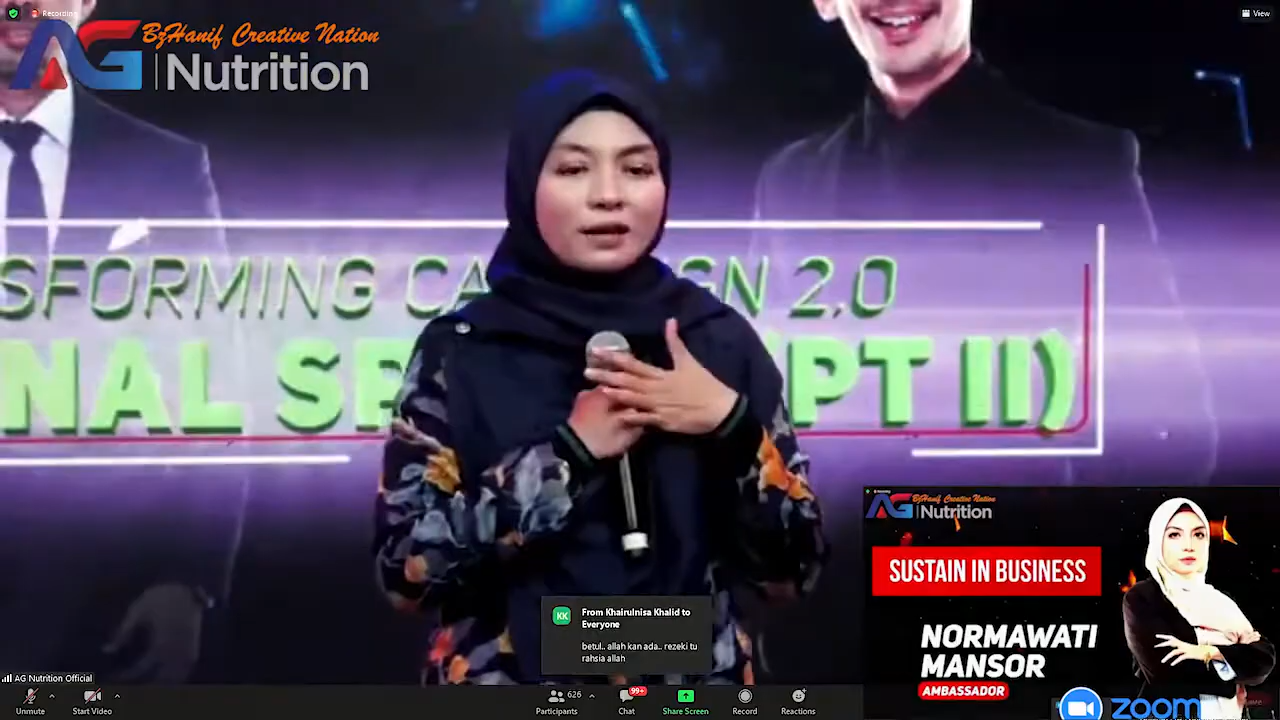 Recording
View
BzHanif Creative Nation
AG | Nutrition
SFORMING CA GN 2.0
NAL SP (PT II)
From Khairulnisa Khalid to
Everyone
KK
betul.. allah kan ada.. rezeki tu
rahsia allah
BzHanif Creative Nation
AG | Nutrition
SUSTAIN IN BUSINESS
NORMAWATI
MANSOR
AMBASSADOR
zoom
AG Nutrition Official
Unmute
Start Video
626
Participants
99+
Chat
Share Screen
Record
Reactions